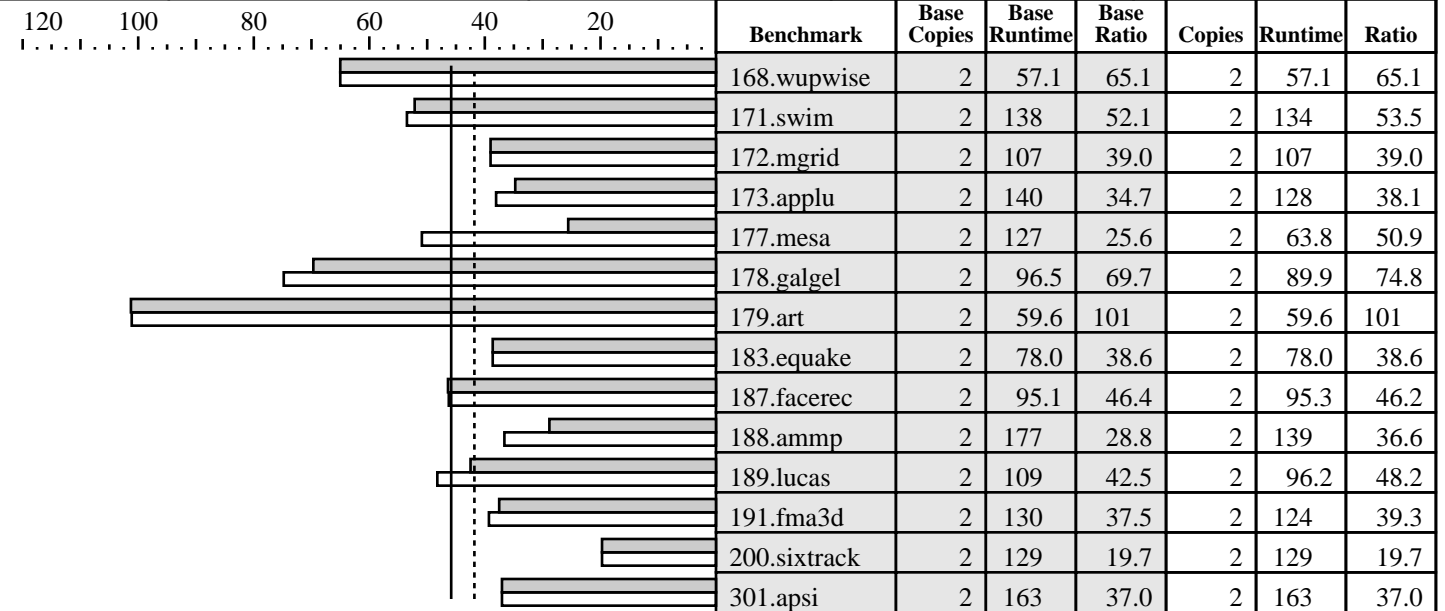 120 100 80 60 40 20
Benchmark Base Copies Base Runtime Base Ratio Copies Runtime Ratio
168.wupwise 2 57.1 65.1 2 57.1 65.1
171.swim 2 138 52.1 2 134 53.5
172.mgrid 2 107 39.0 2 107 39.0
173.applu 2 140 34.7 2 128 38.1
177.mesa 2 127 25.6 2 63.8 50.9
178.galgel 2 96.5 69.7 2 89.9 74.8
179.art 2 59.6 101 2 59.6 101
183.equake 2 78.0 38.6 2 78.0 38.6
187.facerec 2 95.1 46.4 2 95.3 46.2
188.ammp 2 177 28.8 2 139 36.6
189.lucas 2 109 42.5 2 96.2 48.2
191.fma3d 2 130 37.5 2 124 39.3
200.sixtrack 2 129 19.7 2 129 19.7
301.apsi 2 163 37.0 2 163 37.0